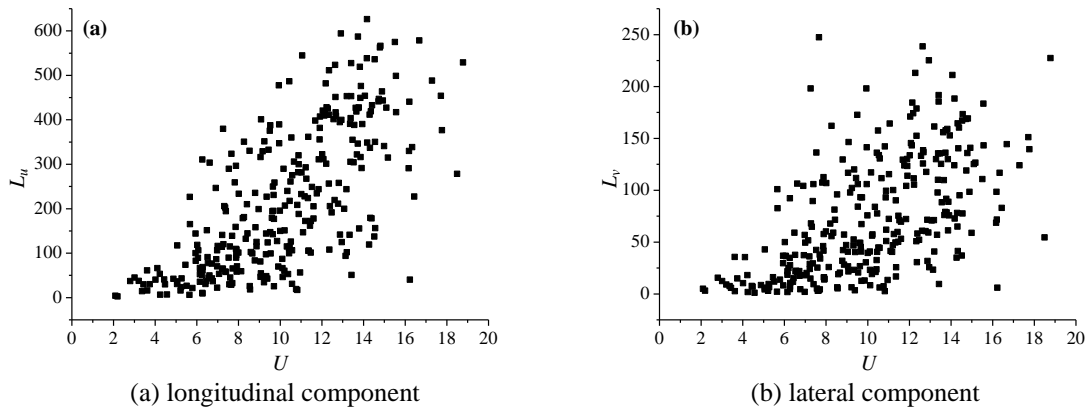 (a)
600
500
400
300
200
100
0
0 2 4 6 8 10 12 14 16 18 20
L_u
U
(a) longitudinal component
(b)
250
200
150
100
50
0
0 2 4 6 8 10 12 14 16 18 20
L_v
U
(b) lateral component